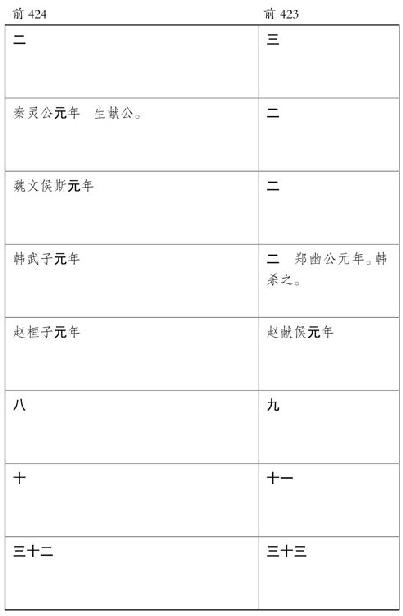 前 424 前 423
二 三
秦灵公元年 生献公。 二
魏文侯斯元年 二
韩武子元年 二 郑幽公元年。韩
杀之。
赵桓子元年 赵献侯元年
八 九
十 十一
三十二 三十三